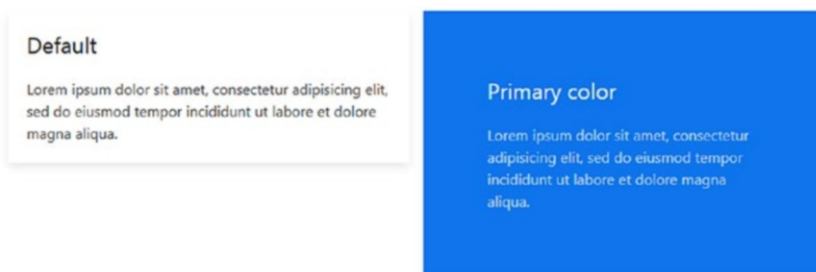 Default
Lorem ipsum dolor sit amet, consectetur adipisicing elit,
sed do eiusmod tempor incididunt ut labore et dolore
magna aliqua.
Primary color
Lorem ipsum dolor sit amet, consectetur
adipisicing elit, sed do eiusmod tempor
incididunt ut labore et dolore magna
aliqua.